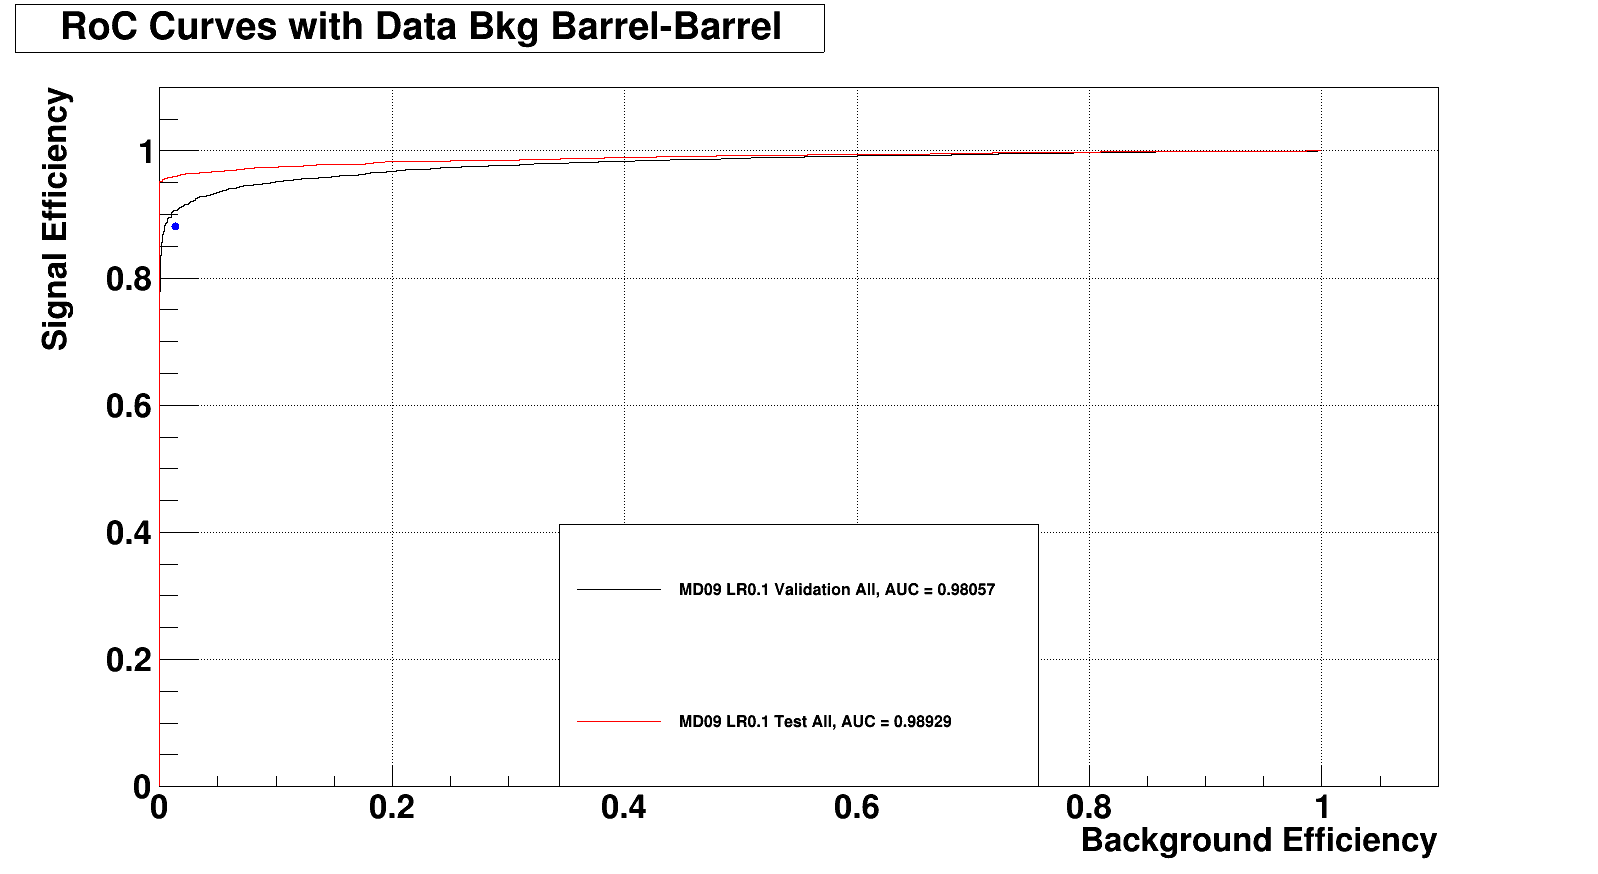 RoC Curves with Data Bkg Barrel-Barrel
Signal Efficiency
1
0.8
0.6
0.4
0.2
0
MD09 LR0.1 Validation All, AUC = 0.98057
MD09 LR0.1 Test All, AUC = 0.98929
0 0.2 0.4 0.6 0.8 1
Background Efficiency